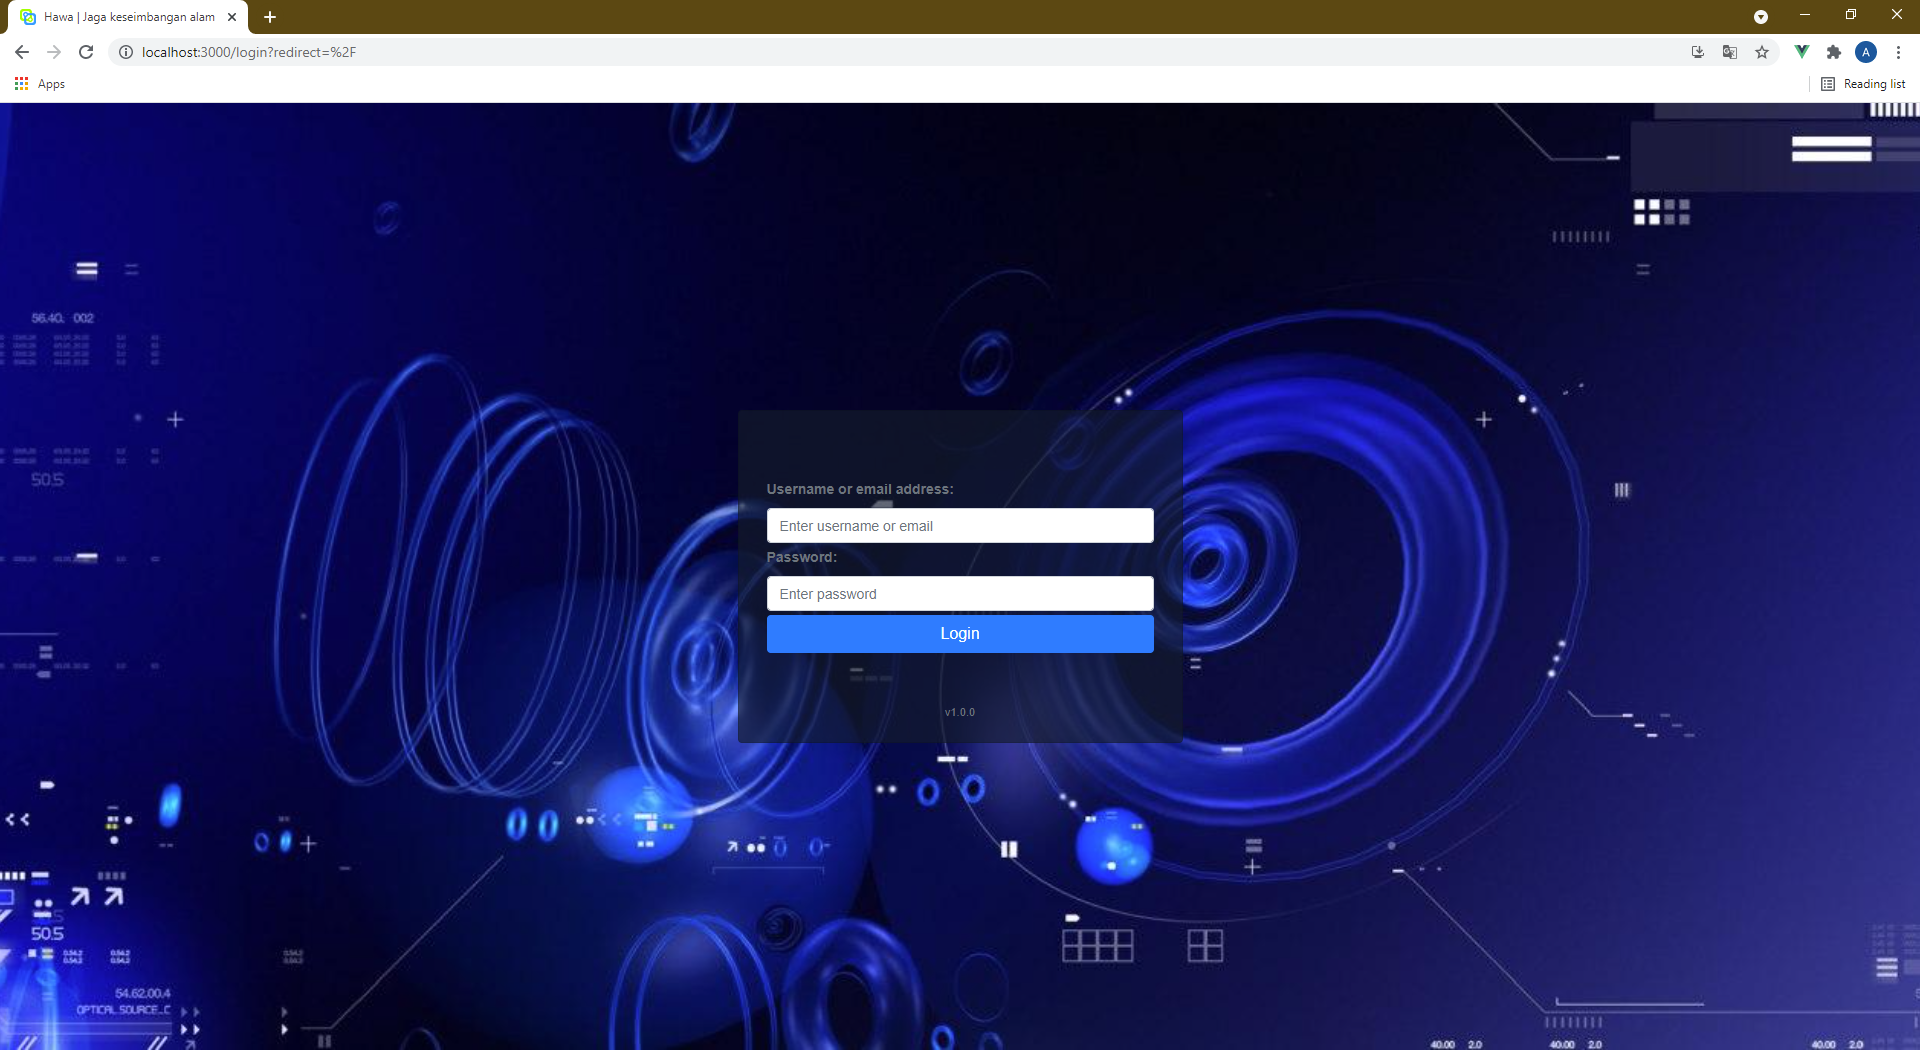 Hawa | Jaga keseimbangan alam
localhost:3000/login?redirect=%2F
A
Apps
Reading list
56.40. 002
50.5
Username or email address:
Enter username or email
Password:
Enter password
Login
v1.0.0
50.5
50.5
54.62.00.4
OPTICAL SOURCE_C
40.00 2.0
40.00 2.0
40.00 2.0